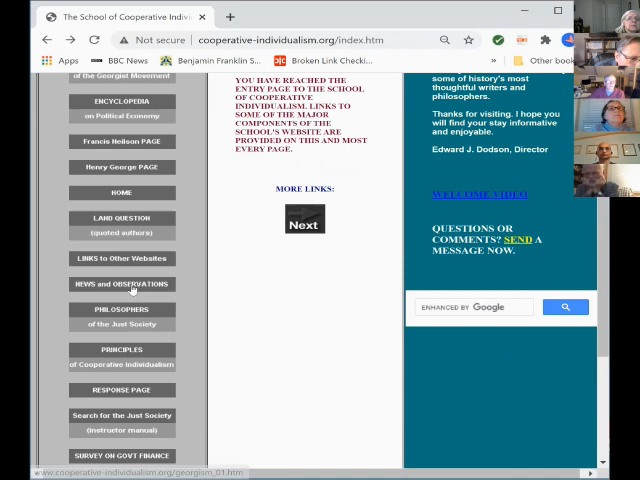 The School of Cooperative Indivi
Not secure
cooperative-individualism.org/index.htm
Apps
BBC News
Benjamin Franklin S...
Broken Link Checki...
»
Other book
of the Georgist Movement
ENCYCLOPEDIA
on Political Economy
Francis Neilson PAGE
Henry George PAGE
HOME
LAND QUESTION
(quoted authors)
LINKS to Other Websites
NEWS and OBSERVATIONS
PHILOSOPHERS
of the Just Society
PRINCIPLES
of Cooperative Individualism
RESPONSE PAGE
Search for the Just Society
(instructor manual)
SURVEY ON GOVT FINANCE
www.cooperative-individualism.org/georgism_01.htm
YOU HAVE REACHED THE
ENTRY PAGE TO THE SCHOOL
OF COOPERATIVE
INDIVIDUALISM. LINKS TO
SOME OF THE MAJOR
COMPONENTS OF THE
SCHOOL'S WEBSITE ARE
PROVIDED ON THIS AND MOST
EVERY PAGE.
MORE LINKS:
Next
some of history's most
thoughtful writers and
philosophers.
Thanks for visiting. I hope you
will find your stay informative
and enjoyable.
Edward J. Dodson, Director
WELCOME VIDEO
QUESTIONS OR
COMMENTS? SEND A
MESSAGE NOW.
ENHANCED BY Google